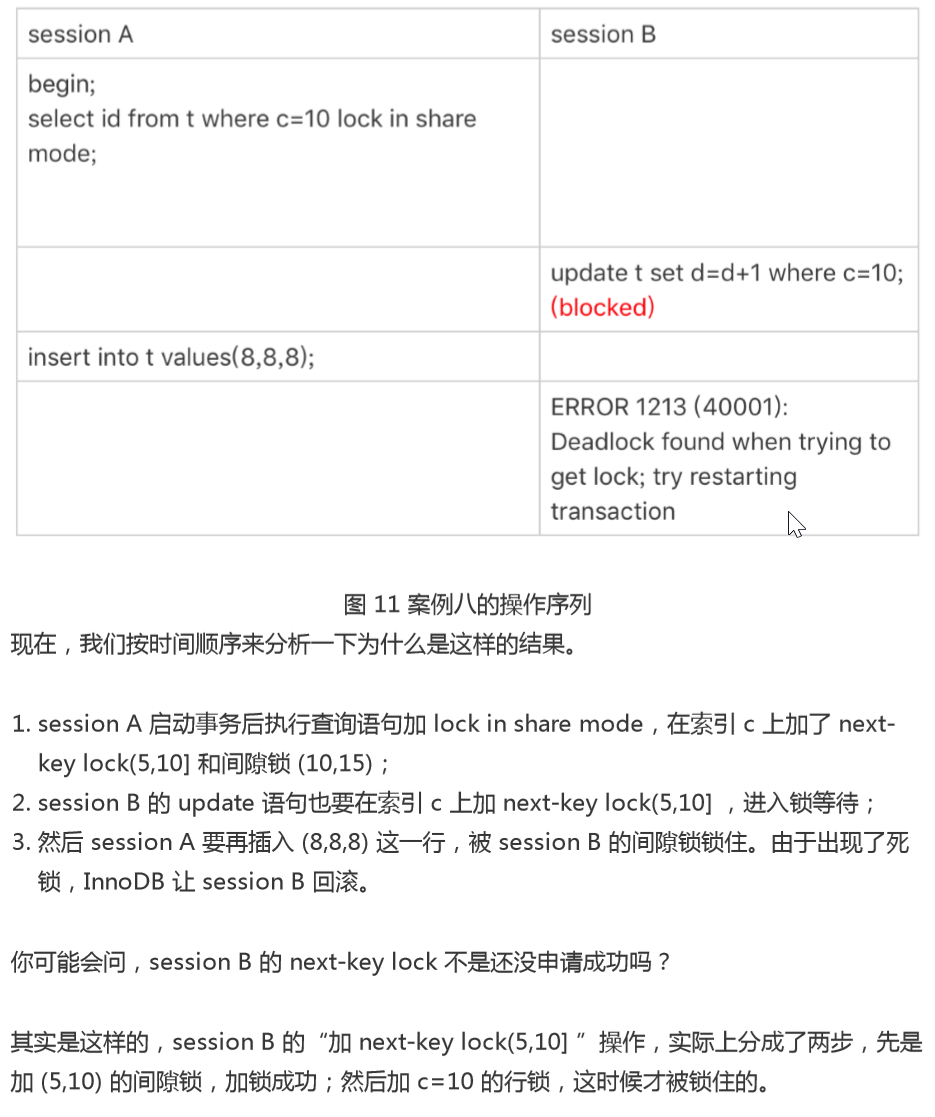 session A
session B
begin;
select id from t where c=10 lock in share
mode;
update t set d=d+1 where c=10;
(blocked)
insert into t values(8,8,8);
ERROR 1213 (40001):
Deadlock found when trying to
get lock; try restarting
transaction
图 11 案例八的操作序列
现在，我们按时间顺序来分析一下为什么是这样的结果。
1. session A 启动事务后执行查询语句加 lock in share mode，在索引 c 上加了 next-
key lock(5,10] 和间隙锁 (10,15)；
2. session B 的 update 语句也要在索引 c 上加 next-key lock(5,10] ，进入锁等待；
3. 然后 session A 要再插入 (8,8,8) 这一行，被 session B 的间隙锁锁住。由于出现了死
锁，InnoDB 让 session B 回滚。
你可能会问，session B 的 next-key lock 不是还没申请成功吗？
其实是这样的，session B 的“加 next-key lock(5,10] ”操作，实际上分成了两步，先是
加 (5,10) 的间隙锁，加锁成功；然后加 c=10 的行锁，这时候才被锁住的。